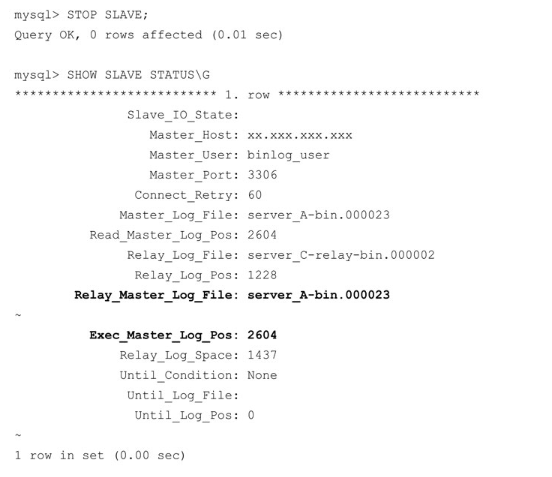 mysql> STOP SLAVE;
Query OK, 0 rows affected (0.01 sec)
mysql> SHOW SLAVE STATUS\G
*************************** 1. row ***************************
Slave_IO_State:
Master_Host: xx.xxx.xxx.xxx
Master_User: binlog_user
Master_Port: 3306
Connect_Retry: 60
Master_Log_File: server_A-bin.000023
Read_Master_Log_Pos: 2604
Relay_Log_File: server_C-relay-bin.000002
Relay_Log_Pos: 1228
Relay_Master_Log_File: server_A-bin.000023
~
Exec_Master_Log_Pos: 2604
Relay_Log_Space: 1437
Until_Condition: None
Until_Log_File:
Until_Log_Pos: 0
~
1 row in set (0.00 sec)